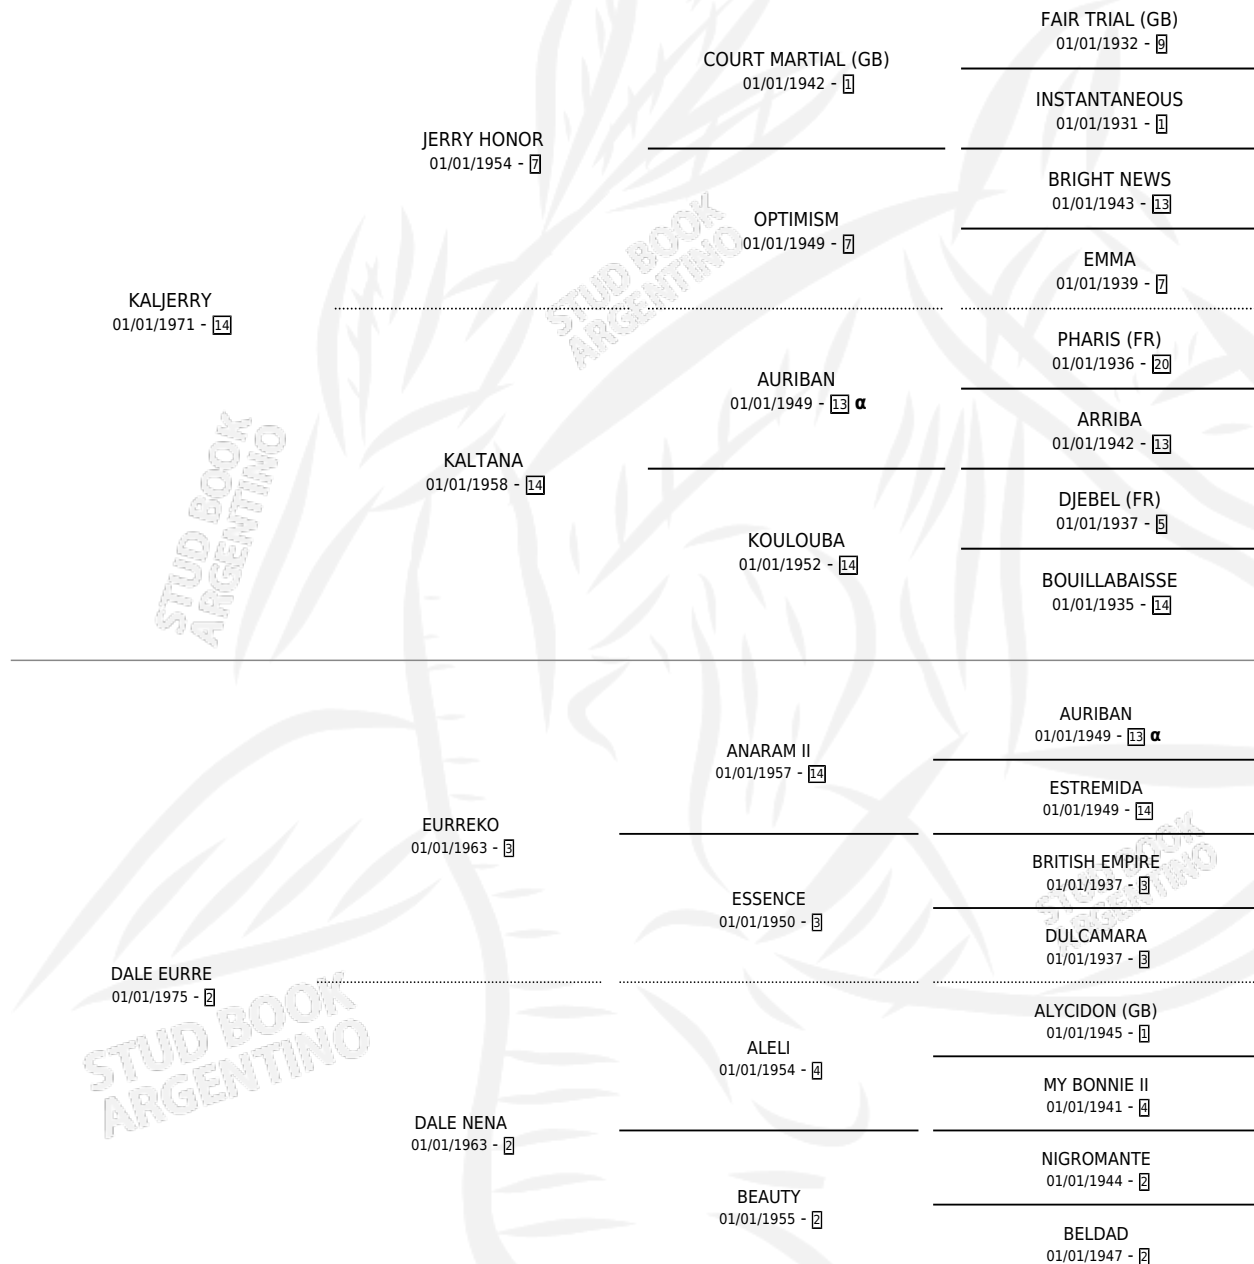 FAIR TRIAL (GB)
01/01/1932 - 9
COURT MARTIAL (GB)
01/01/1942 - 1
INSTANTANEOUS
01/01/1931 - 1
JERRY HONOR
01/01/1954 - 7
BRIGHT NEWS
01/01/1943 - 13
OPTIMISM
01/01/1949 - 7
EMMA
01/01/1939 - 7
KALJERRY
01/01/1971 - 14
STUD BOOK
ARGENTINO
PHARIS (FR)
01/01/1936 - 20
AURIBAN
01/01/1949 - 13 α
ARRIBA
01/01/1942 - 13
KALTANA
01/01/1958 - 14
DJEBEL (FR)
01/01/1937 - 5
KOULOUBA
01/01/1952 - 14
BOUILLABAISSE
01/01/1935 - 14
STUD BOOK
ARGENTINO
AURIBAN
01/01/1949 - 13 α
ANARAM II
01/01/1957 - 14
ESTREMIDA
01/01/1949 - 14
EURREKO
01/01/1963 - 3
BRITISH EMPIRE
01/01/1937 - 3
ESSENCE
01/01/1950 - 3
DULCAMARA
01/01/1937 - 3
STUD BOOK
ARGENTINO
DALE EURRE
01/01/1975 - 2
ALYCIDON (GB)
01/01/1945 - 1
ALELI
01/01/1954 - 4
MY BONNIE II
01/01/1941 - 4
STUD BOOK
ARGENTINO
DALE NENA
01/01/1963 - 2
NIGROMANTE
01/01/1944 - 2
BEAUTY
01/01/1955 - 2
BELDAD
01/01/1947 - 2